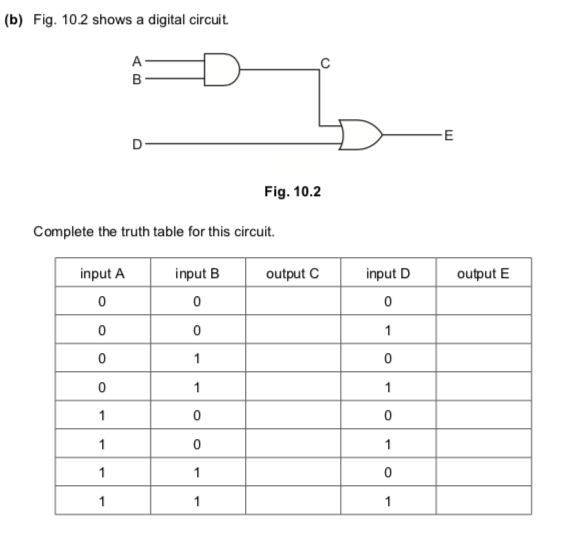 (b) Fig. 10.2 shows a digital circuit.
A
B
C
D
E
Fig. 10.2
Complete the truth table for this circuit.
input A input B output C input D output E
0 0 0
0 0 1
0 1 0
0 1 1
1 0 0
1 0 1
1 1 0
1 1 1